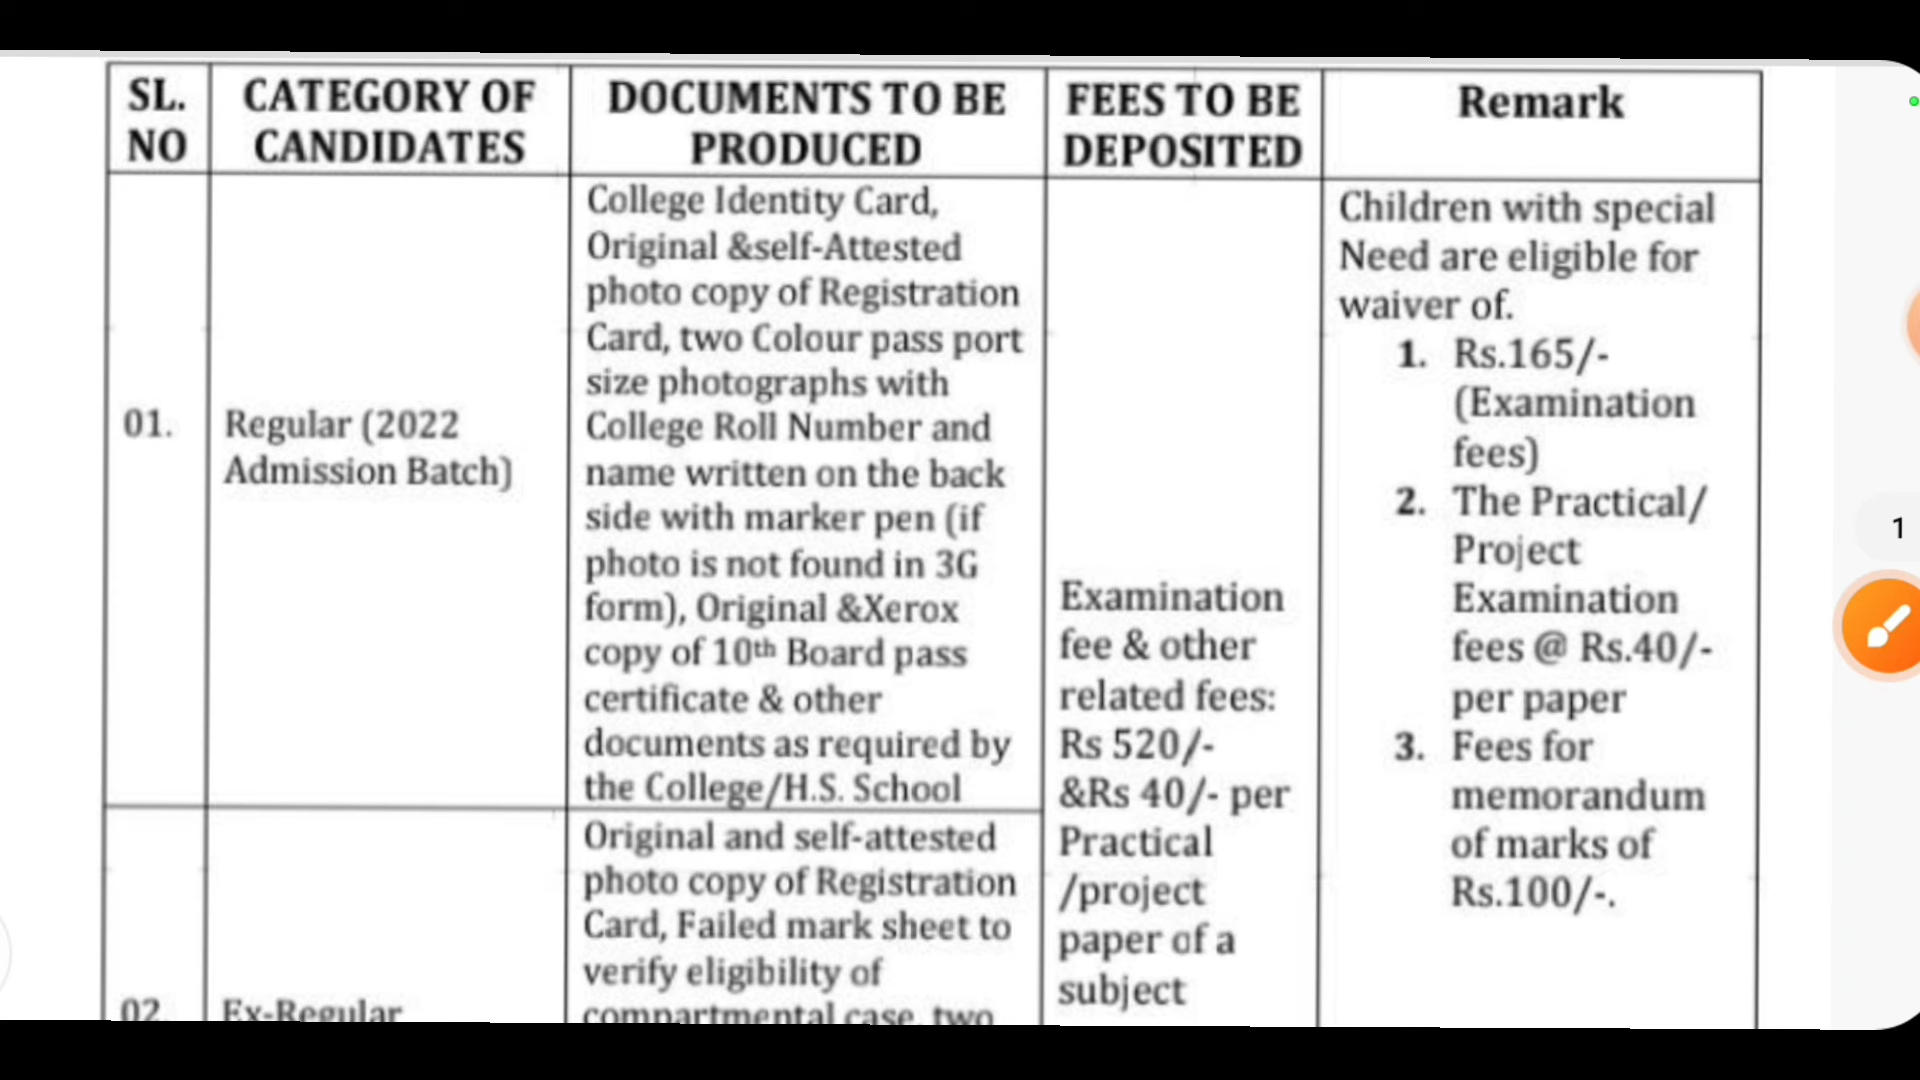 SL.
NO
CATEGORY OF
CANDIDATES
DOCUMENTS TO BE
PRODUCED
FEES TO BE
DEPOSITED
Remark
01.
Regular (2022
Admission Batch)
College Identity Card,
Original &self-Attested
photo copy of Registration
Card, two Colour pass port
size photographs with
College Roll Number and
name written on the back
side with marker pen (if
photo is not found in 3G
form), Original &Xerox
copy of 10th Board pass
certificate & other
documents as required by
the College/H.S. School
Examination
fee & other
related fees:
Rs 520/-
&Rs 40/- per
Practical
/project
paper of a
subject
Children with special
Need are eligible for
waiver of.
1. Rs.165/-
(Examination
fees)
2. The Practical/
Project
Examination
fees @ Rs.40/-
per paper
3. Fees for
memorandum
of marks of
Rs.100/-.
02.
Ex-Regular
Original and self-attested
photo copy of Registration
Card, Failed mark sheet to
verify eligibility of
compartmental case, two
1